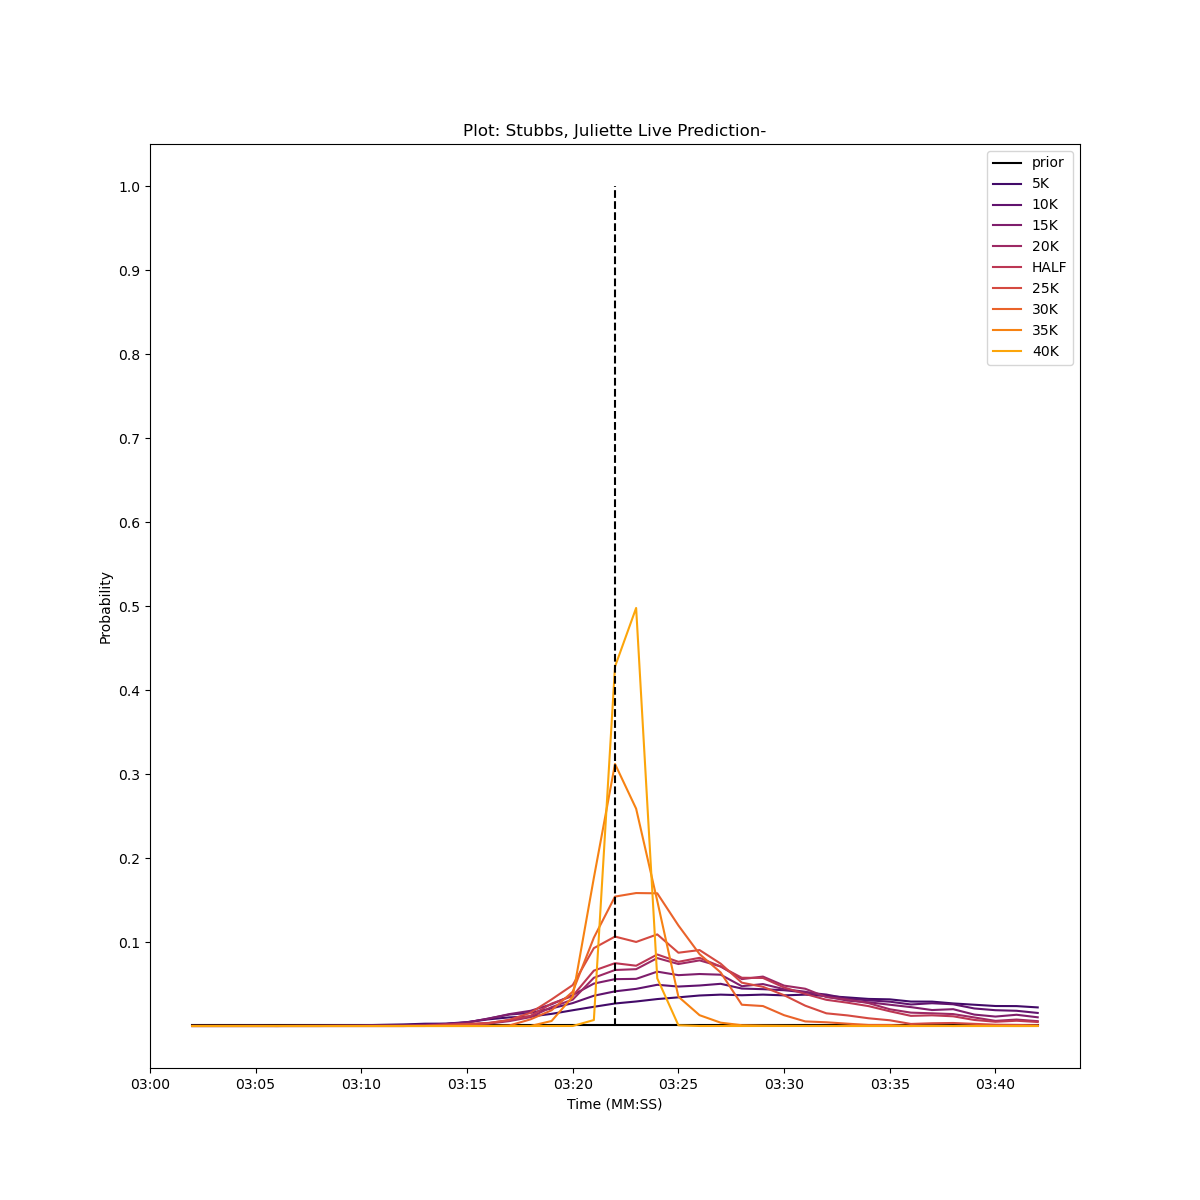 Plot: Stubbs, Juliette Live Prediction-
prior
5K
10K
15K
20K
HALF
25K
30K
35K
40K
1.0
0.9
0.8
0.7
0.6
0.5
0.4
0.3
0.2
0.1
Probability
03:00 03:05 03:10 03:15 03:20 03:25 03:30 03:35 03:40
Time (MM:SS)